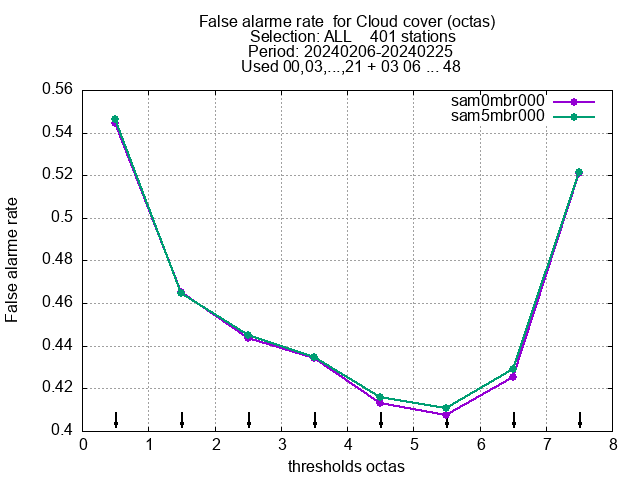 False alarme rate  for Cloud cover (octas)
Selection: ALL    401 stations
Period: 20240206-20240225
Used 00,03,...,21 + 03 06 ... 48
sam0mbr000
sam5mbr000
0.56
0.54
0.52
0.5
0.48
0.46
0.44
0.42
0.4
False alarme rate
0 1 2 3 4 5 6 7 8
thresholds octas